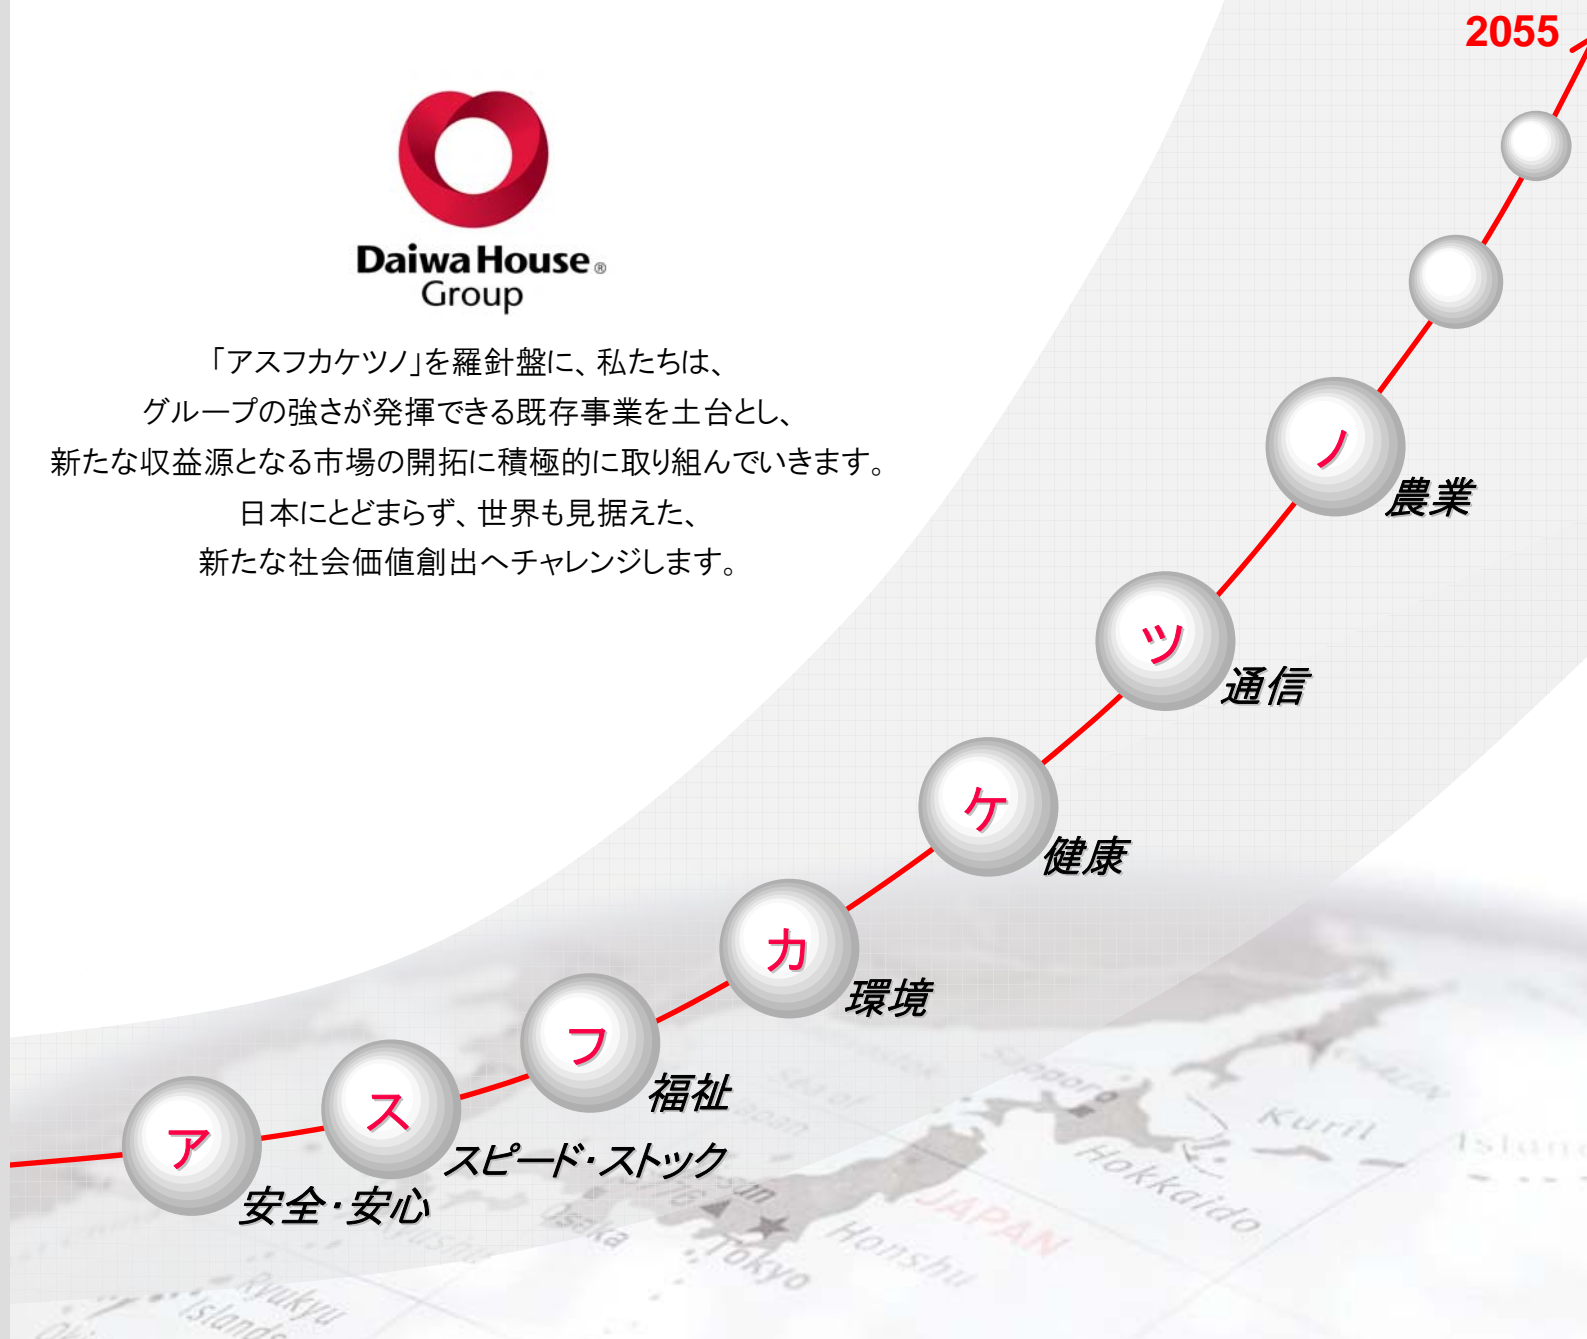 2055
DaiwaHouse®
Group
「アスフカケツノ」を羅針盤に、私たちは、
グループの強さが発揮できる既存事業を土台とし、
新たな収益源となる市場の開拓に積極的に取り組んでいきます。
日本にとどまらず、世界も見据えた、
新たな社会価値創出へチャレンジします。
ノ
農業
ツ
通信
ケ
健康
カ
環境
フ
福祉
ス
スピード・ストック
ア
安全・安心
Sapporo
Hokkaido
Kuril
JAPAN
Honshu
Tokyo
Osaka
Kyushu
Ryukyu
Islands